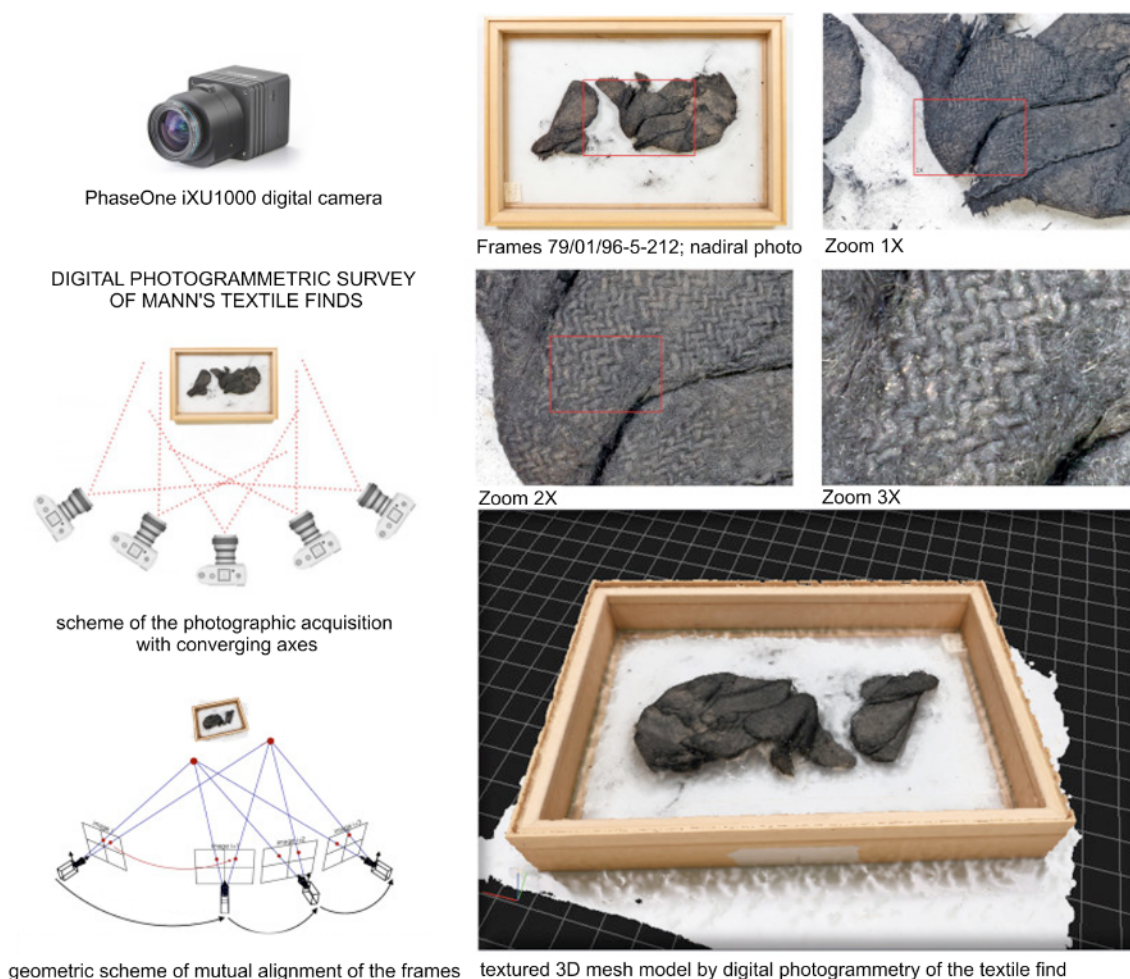 PhaseOne iXU1000 digital camera
Frames 79/01/96-5-212; nadiral photo
Zoom 1X
DIGITAL PHOTOGRAMMETRIC SURVEY
OF MANN'S TEXTILE FINDS
Zoom 2X
Zoom 3X
scheme of the photographic acquisition
with converging axes
geometric scheme of mutual alignment of the frames
textured 3D mesh model by digital photogrammetry of the textile find